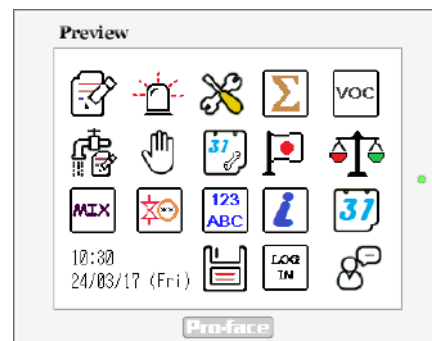 Preview
VOC
31
MIX
123
ABC
i
31
10:30
24/03/17 (Fri)
LOG
IN
Pro-face